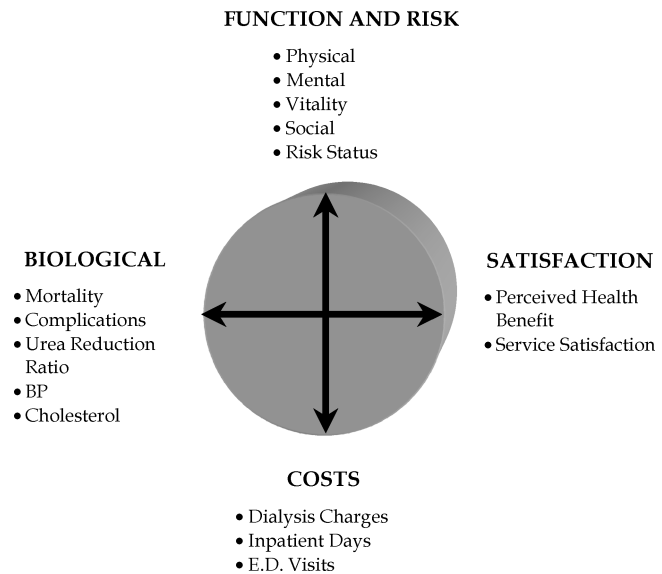 FUNCTION AND RISK
• Physical
• Mental
• Vitality
• Social
• Risk Status
BIOLOGICAL
• Mortality
• Complications
• Urea Reduction
Ratio
• BP
• Cholesterol
SATISFACTION
• Perceived Health
Benefit
• Service Satisfaction
COSTS
• Dialysis Charges
• Inpatient Days
• E.D. Visits